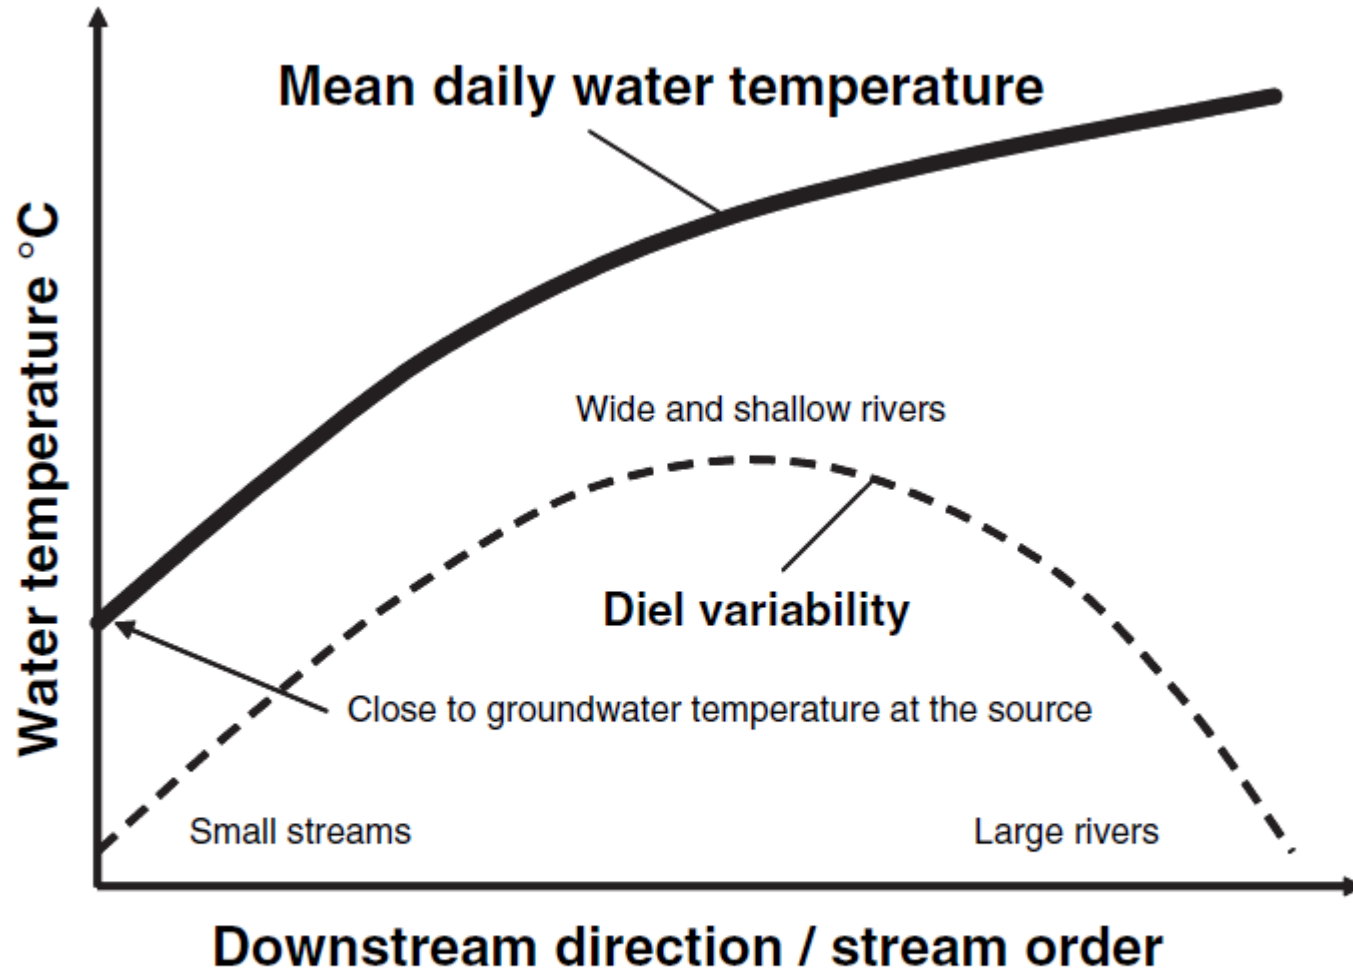 Mean daily water temperature
Water temperature °C
Wide and shallow rivers
Diel variability
Close to groundwater temperature at the source
Small streams
Large rivers
Downstream direction / stream order